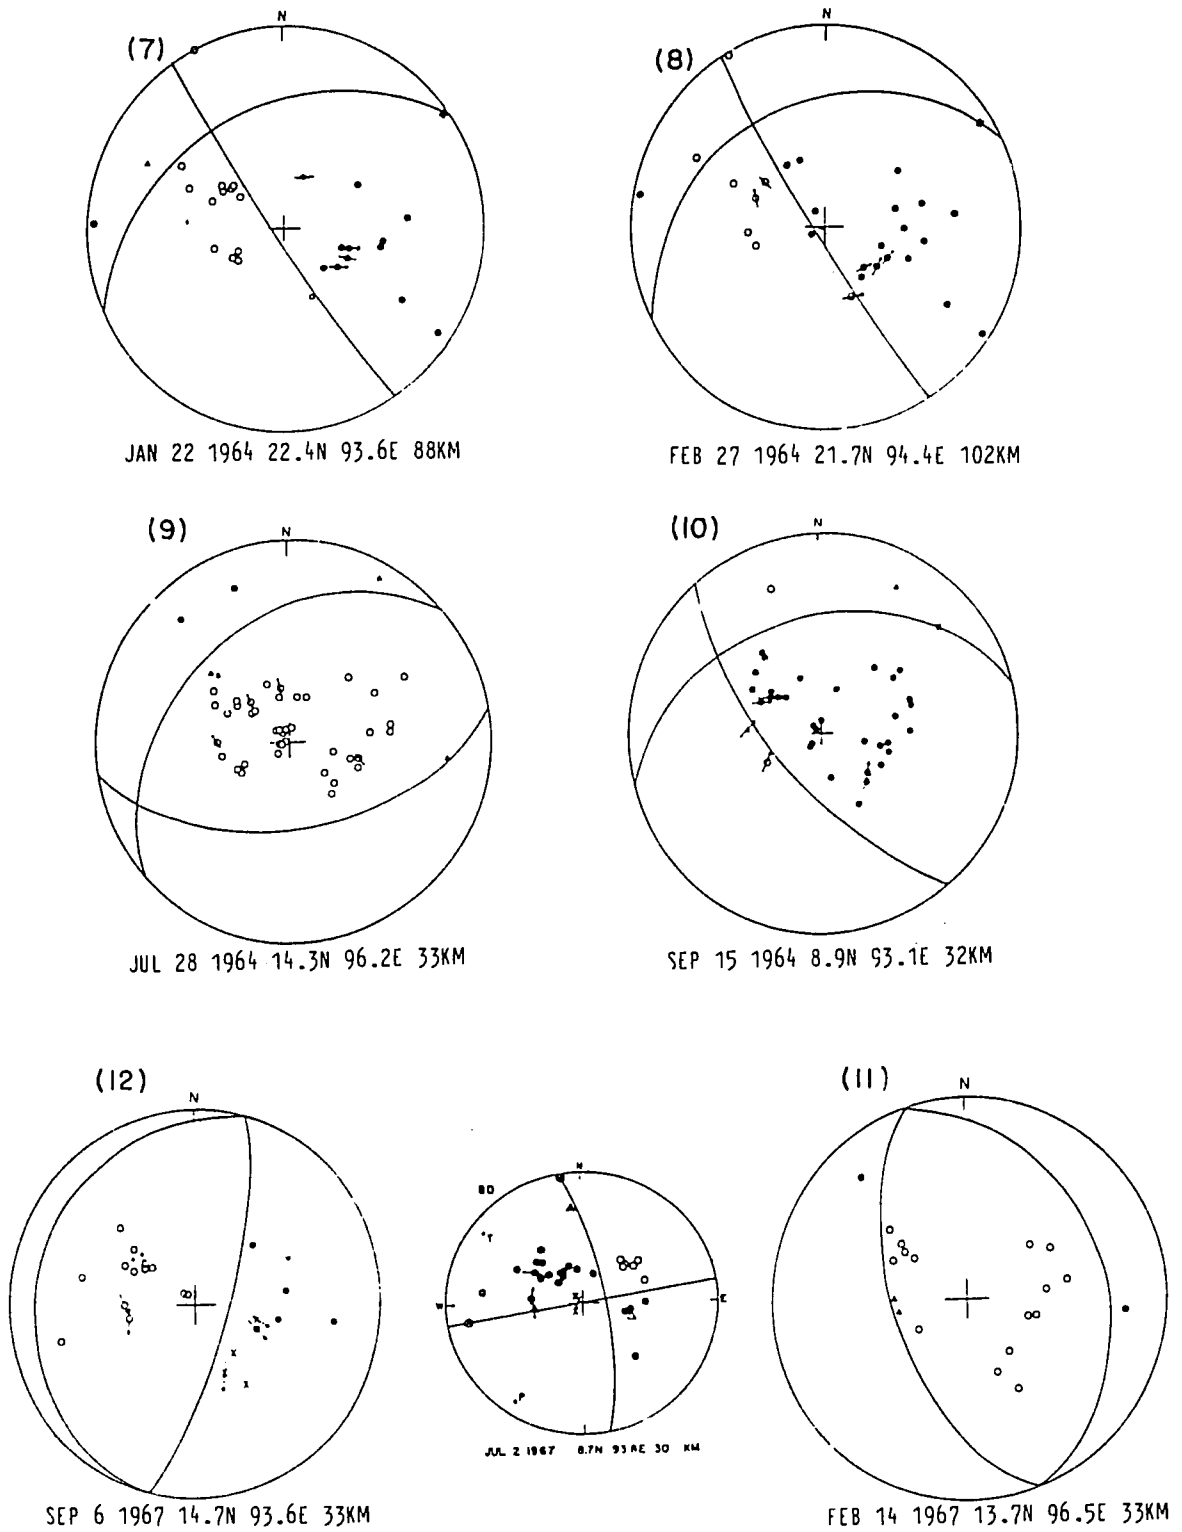 N
(7)
JAN 22 1964 22.4N 93.6E 88KM
N
(8)
FEB 27 1964 21.7N 94.4E 102KM
N
(9)
JUL 28 1964 14.3N 96.2E 33KM
N
(10)
SEP 15 1964 8.9N 93.1E 32KM
(12)
N
SEP 6 1967 14.7N 93.6E 33KM
N
T
W
E
P
JUL 2 1967 8.7N 30 KM
(11)
N
FEB 14 1967 13.7N 96.5E 33KM